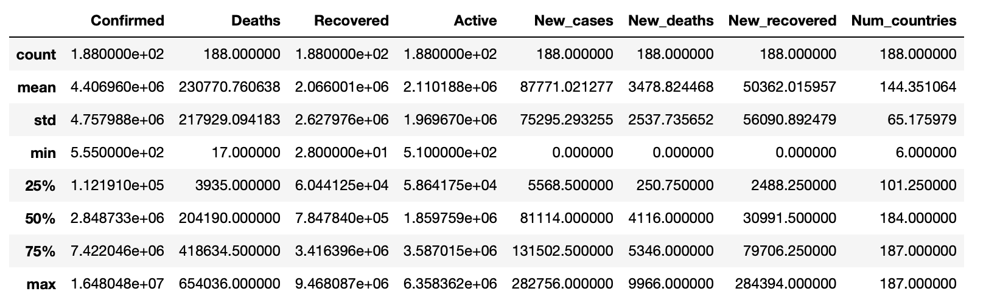 Confirmed Deaths Recovered Active New_cases New_deaths New_recovered Num_countries
count 1.880000e+02 188.000000 1.880000e+02 1.880000e+02 188.000000 188.000000 188.000000 188.000000
mean 4.406960e+06 230770.760638 2.066001e+06 2.110188e+06 87771.021277 3478.824468 50362.015957 144.351064
std 4.757988e+06 217929.094183 2.627976e+06 1.969670e+06 75295.293255 2537.735652 56090.892479 65.175979
min 5.550000e+02 17.000000 2.800000e+01 5.100000e+02 0.000000 0.000000 0.000000 6.000000
25% 1.121910e+05 3935.000000 6.044125e+04 5.864175e+04 5568.500000 250.750000 2488.250000 101.250000
50% 2.848733e+06 204190.000000 7.847840e+05 1.859759e+06 81114.000000 4116.000000 30991.500000 184.000000
75% 7.422046e+06 418634.500000 3.416396e+06 3.587015e+06 131502.500000 5346.000000 79706.250000 187.000000
max 1.648048e+07 654036.000000 9.468087e+06 6.358362e+06 282756.000000 9966.000000 284394.000000 187.000000